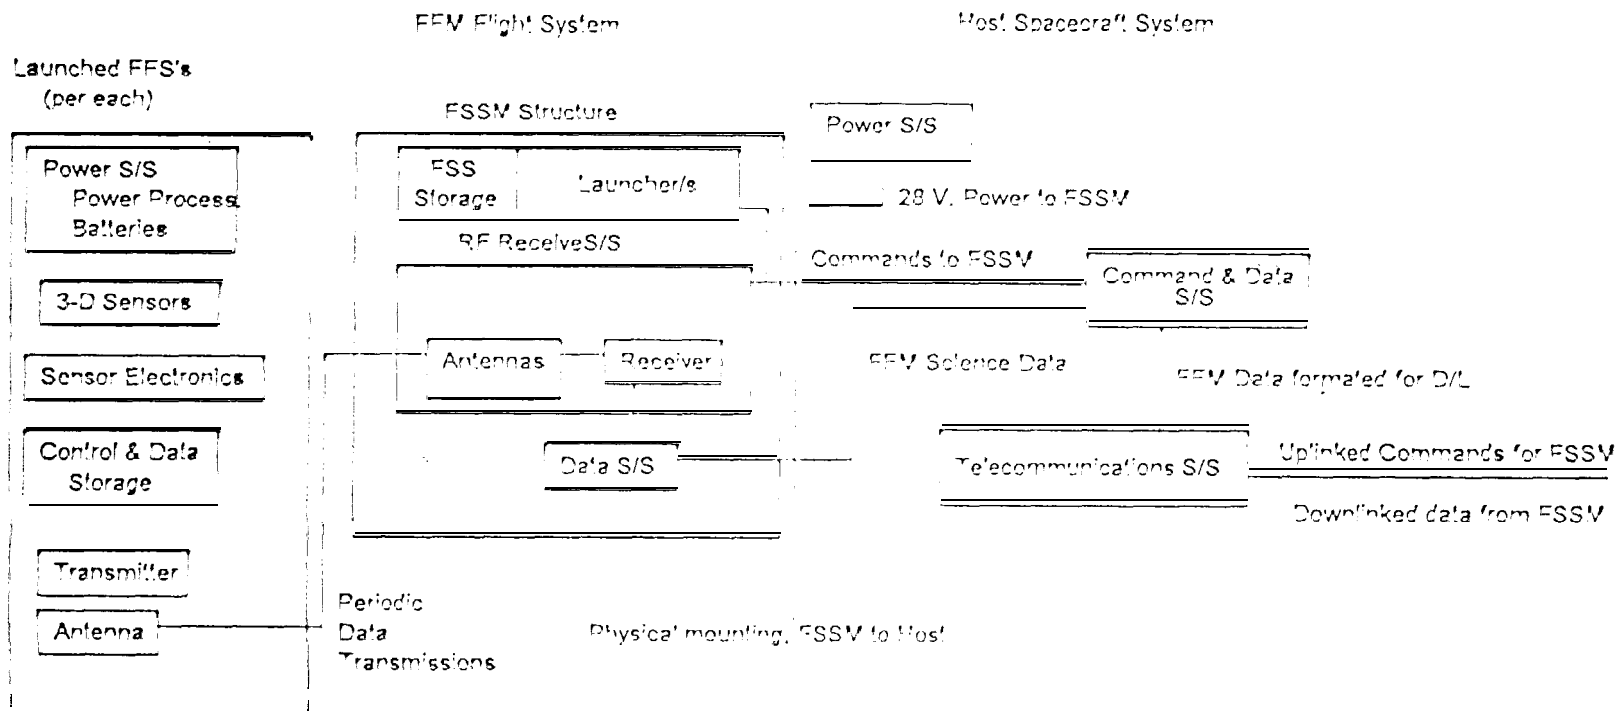 FFM Flight System
Host Spacecraft System
Launched FFS's
(per each)
Power S/S
Power Process.
Batteries
3-D Sensors
Sensor Electronics
Control & Data
Storage
Transmitter
Antenna
Periodic
Data
Transmissions
FSSM Structure
FSS
Storage
Launcher/s
RF ReceiveS/S
Antennas
Receiver
Data S/S
Physical mounting, FSSM to Host
Power S/S
28 V. Power to FSSM
Commands to FSSM
Command & Data
S/S
FFM Science Data
FFM Data formated for D/L
Telecommunications S/S
Uplinked Commands for FSSM
Downlinked data from FSSM